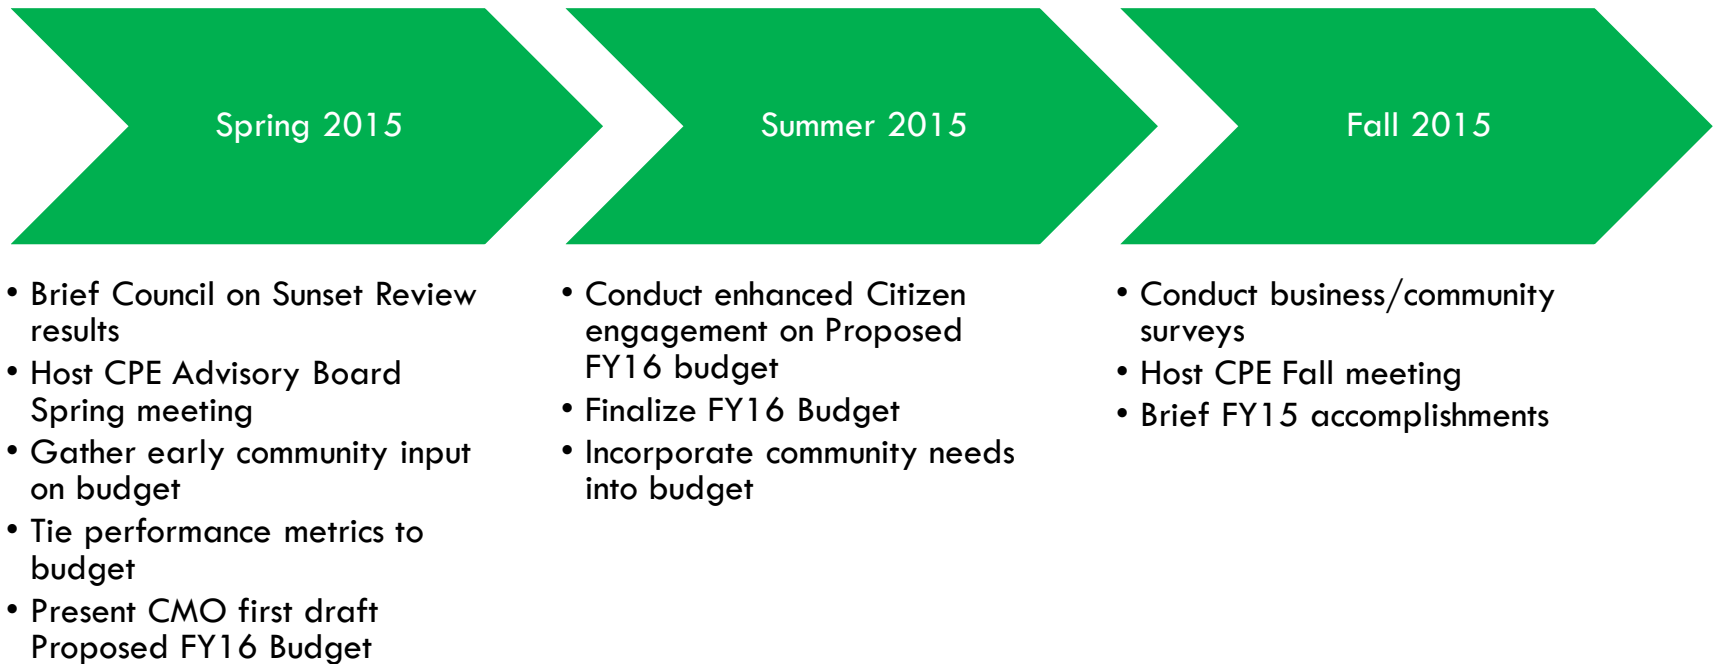 Spring 2015
• Brief Council on Sunset Review
results
• Host CPE Advisory Board
Spring meeting
• Gather early community input
on budget
• Tie performance metrics to
budget
• Present CMO first draft
Proposed FY16 Budget
Summer 2015
• Conduct enhanced Citizen
engagement on Proposed
FY16 budget
• Finalize FY16 Budget
• Incorporate community needs
into budget
Fall 2015
• Conduct business/community
surveys
• Host CPE Fall meeting
• Brief FY15 accomplishments